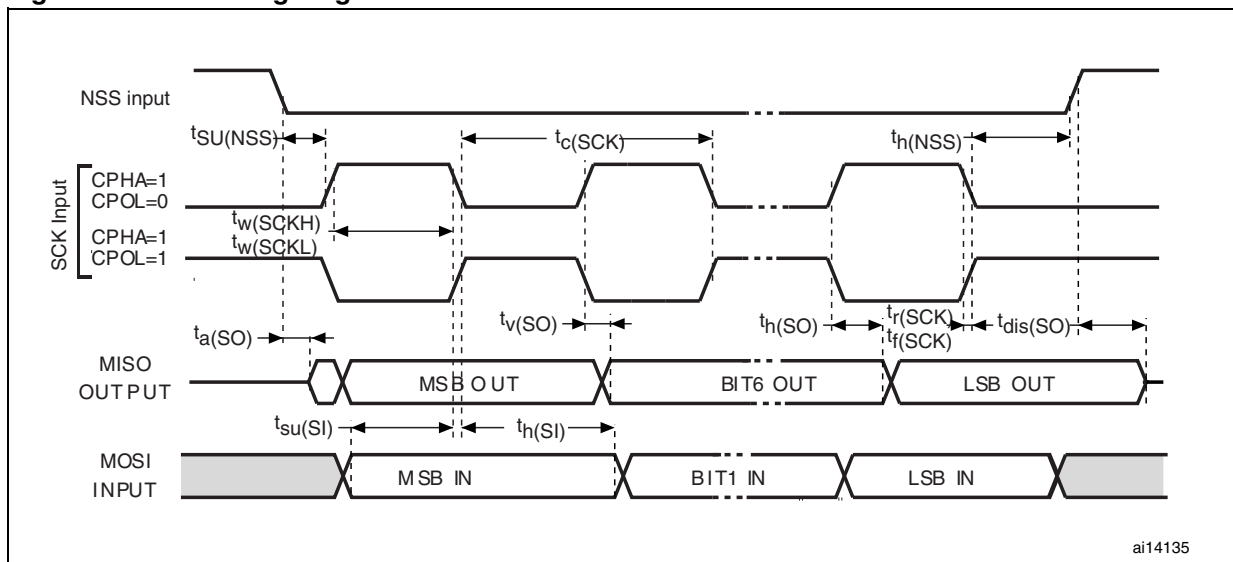 NSS input
tSU(NSS)
tc(SCK)
th(NSS)
SCK Input
CPHA=1
CPOL=0
tw(SCKH)
tw(SCKL)
CPHA=1
CPOL=1
ta(SO)
tv(SO)
th(SO)
tr(SCK)
tf(SCK)
tdis(SO)
MISO
OUTPUT
MSB OUT
BIT6 OUT
LSB OUT
tsu(SI)
th(SI)
MOSI
INPUT
MSB IN
BIT1 IN
LSB IN
ai14135